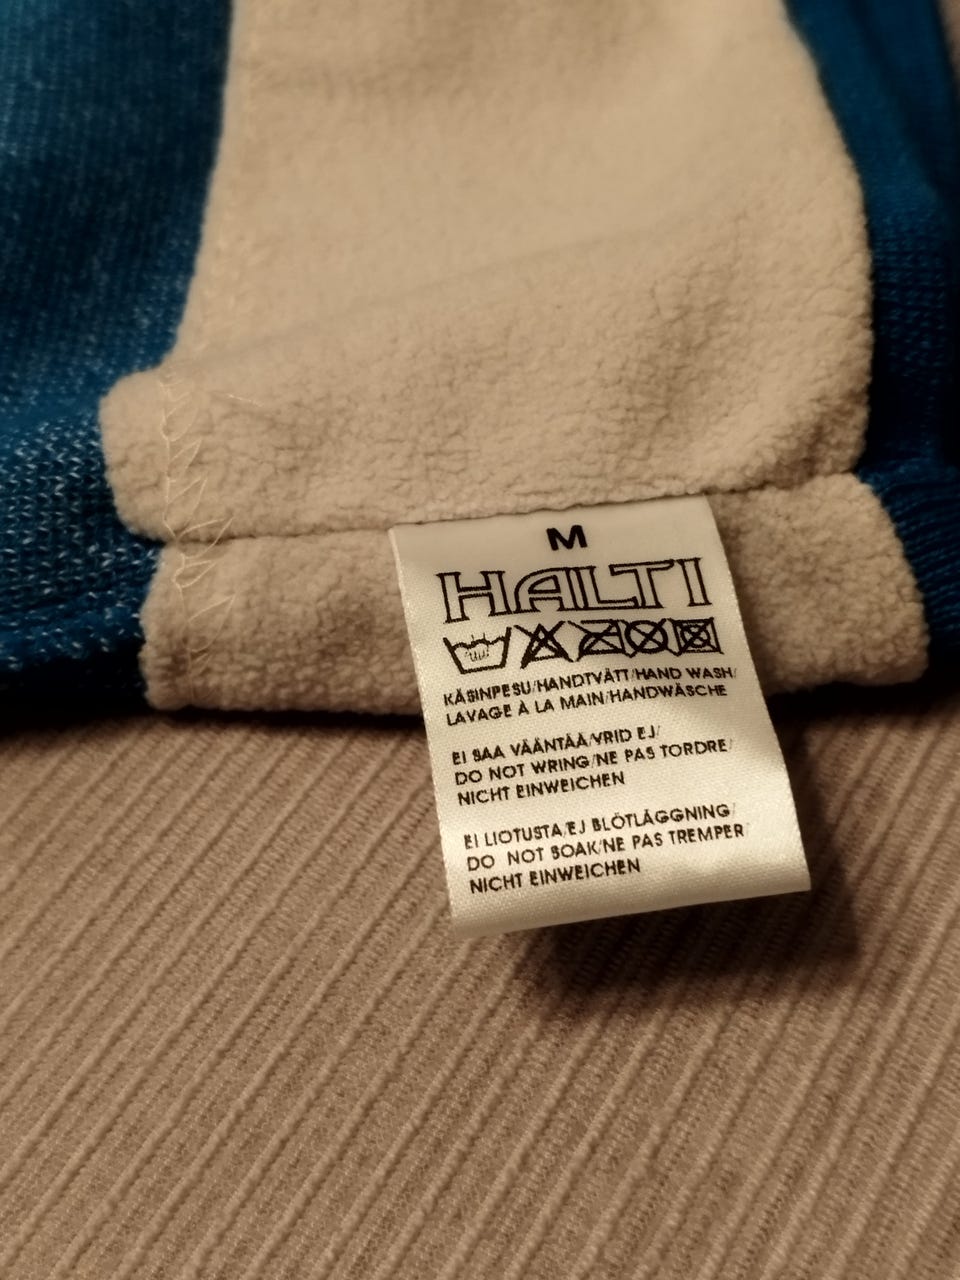 M
HALTI
KÄSINPESU/HANDTVÄTT/HAND WASH/
LAVAGE À LA MAIN/HANDWÄSCHE
EI SAA VÄÄNTÄÄ/VRID EJ/
DO NOT WRING/NE PAS TORDRE/
NICHT EINWEICHEN
EI LIOTUSTA/EJ BLÖTLÄGGNING/
DO NOT SOAK/NE PAS TREMPER/
NICHT EINWEICHEN